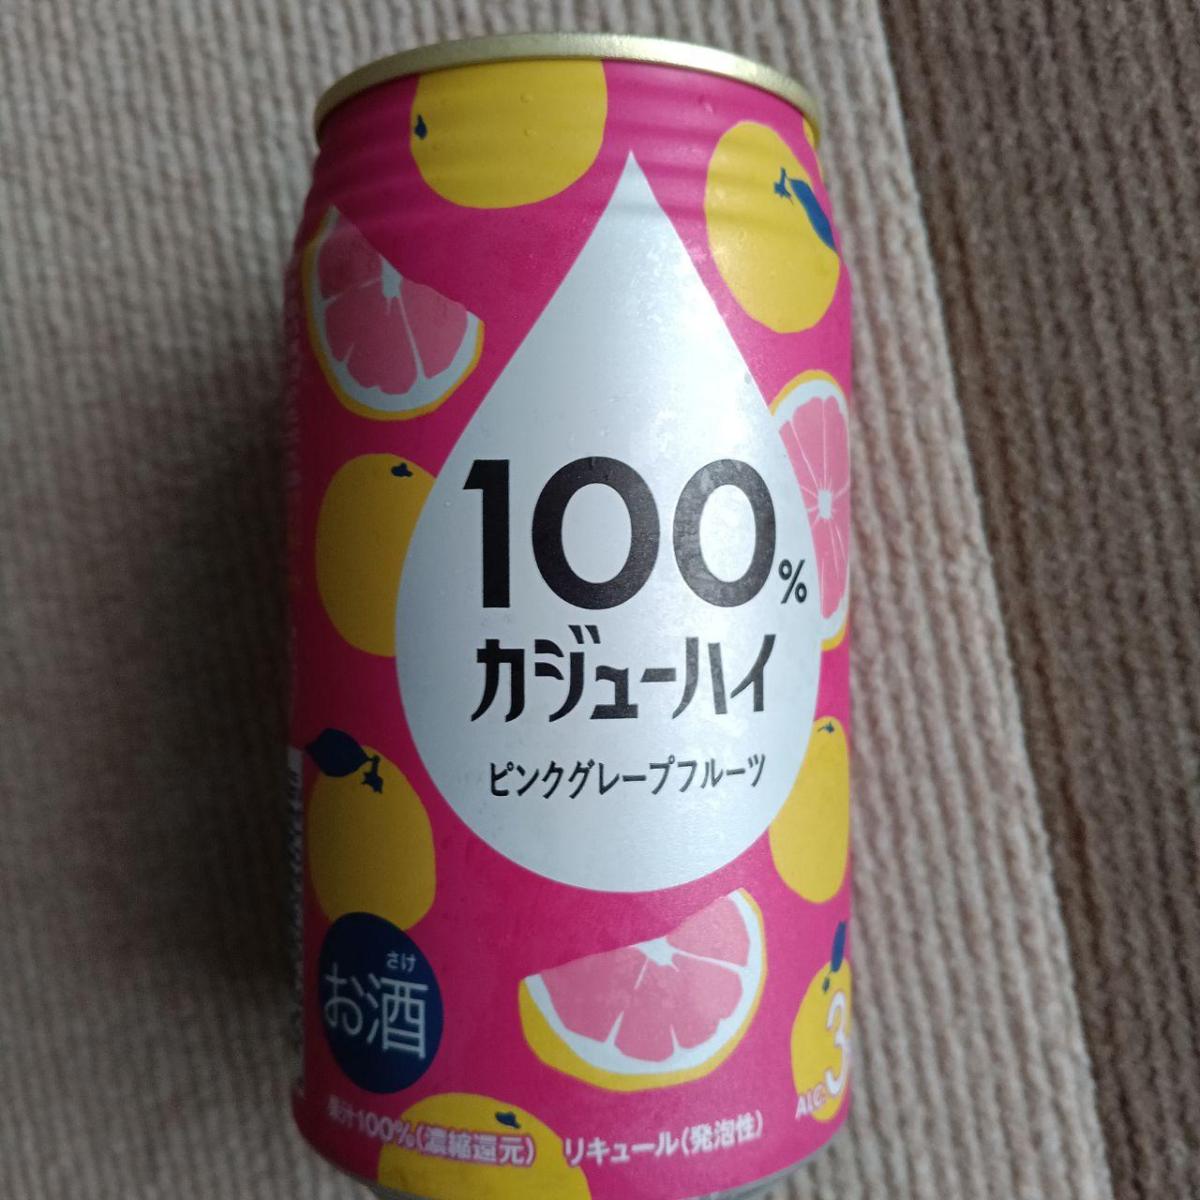 100%
カジューハイ
ピンクグレープフルーツ
さけ
お酒
ALC. 3
果汁100%(濃縮還元) リキュール(発泡性)